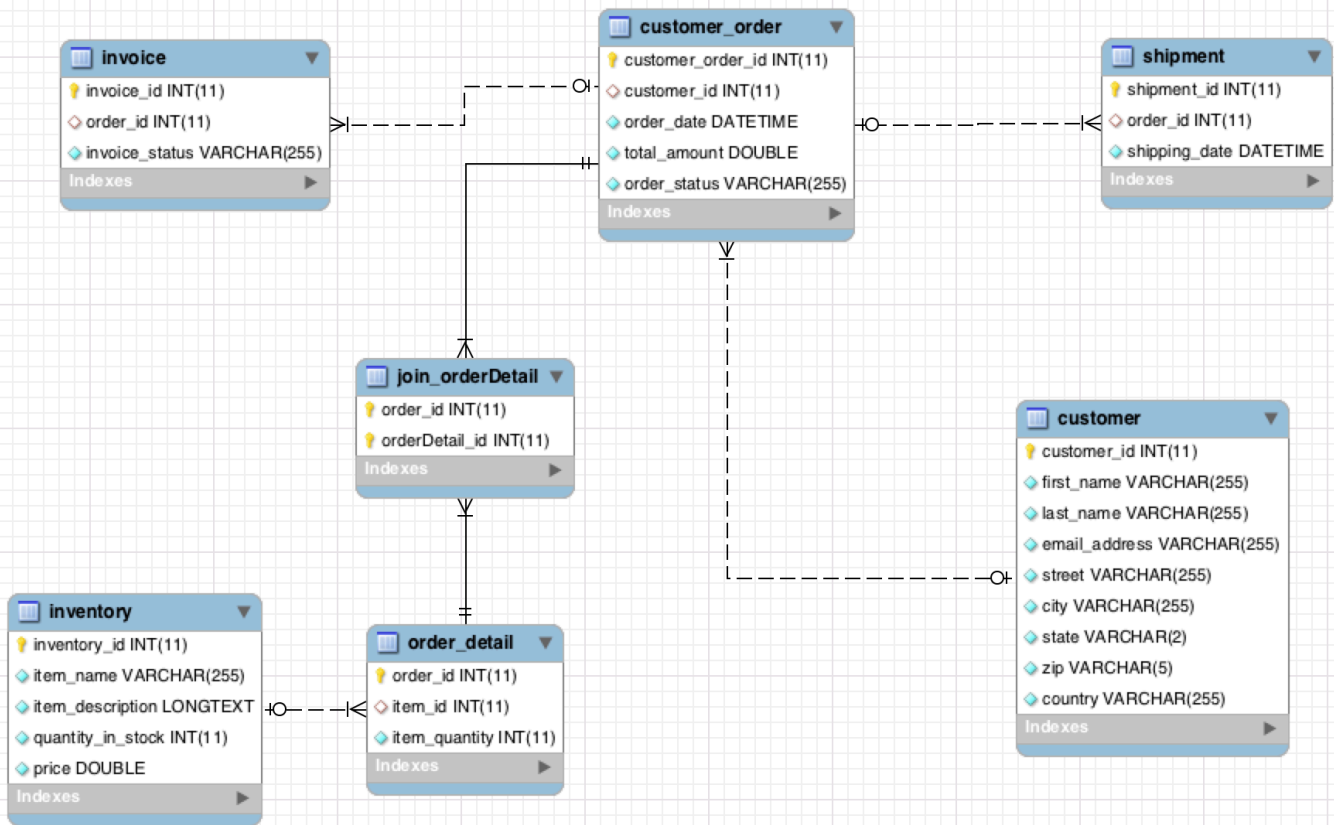 invoice
invoice_id INT(11)
order_id INT(11)
invoice_status VARCHAR(255)
Indexes
customer_order
customer_order_id INT(11)
customer_id INT(11)
order_date DATETIME
total_amount DOUBLE
order_status VARCHAR(255)
Indexes
shipment
shipment_id INT(11)
order_id INT(11)
shipping_date DATETIME
Indexes
join_orderDetail
order_id INT(11)
orderDetail_id INT(11)
Indexes
customer
customer_id INT(11)
first_name VARCHAR(255)
last_name VARCHAR(255)
email_address VARCHAR(255)
street VARCHAR(255)
city VARCHAR(255)
state VARCHAR(2)
zip VARCHAR(5)
country VARCHAR(255)
Indexes
inventory
inventory_id INT(11)
item_name VARCHAR(255)
item_description LONGTEXT
quantity_in_stock INT(11)
price DOUBLE
Indexes
order_detail
order_id INT(11)
item_id INT(11)
item_quantity INT(11)
Indexes